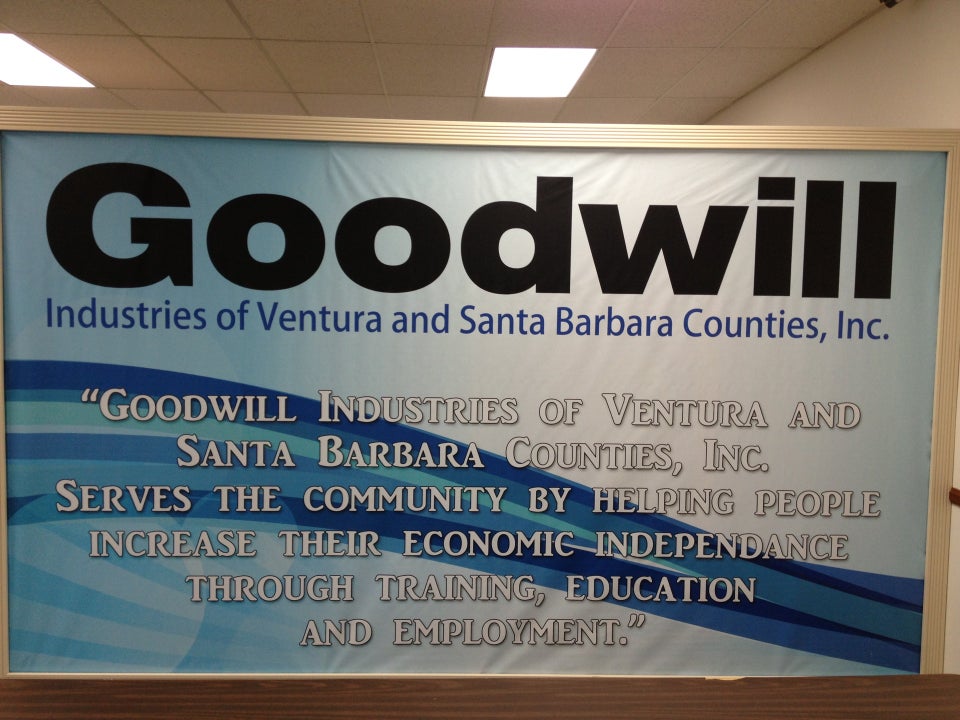 Goodwill
Industries of Ventura and Santa Barbara Counties, Inc.
“GOODWILL INDUSTRIES OF VENTURA AND
SANTA BARBARA COUNTIES, INC.
SERVES THE COMMUNITY BY HELPING PEOPLE
INCREASE THEIR ECONOMIC INDEPENDANCE
THROUGH TRAINING, EDUCATION
AND EMPLOYMENT.”